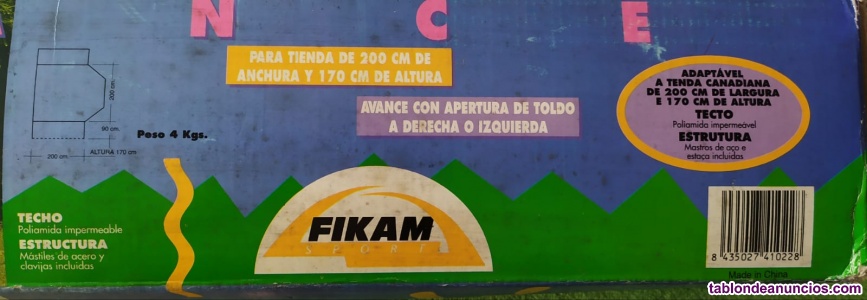 N C E
PARA TIENDA DE 200 CM DE
ANCHURA Y 170 CM DE ALTURA
AVANCE CON APERTURA DE TOLDO
A DERECHA O IZQUIERDA
ADAPTÁVEL
A TENDA CANADIANA
DE 200 CM DE LARGURA
E 170 CM DE ALTURA
TECTO
Poliamida impermeável
ESTRUTURA
Mastros de aço e
estaça incluidas
200 cm.
90 cm.
200 cm.
ALTURA 170 cm
Peso 4 Kgs.
TECHO
Poliamida impermeable
ESTRUCTURA
Mástiles de acero y
clavijas incluidas
FIKAM
SPORT
8 435027 410228
Made in China
tablondeanuncios.com